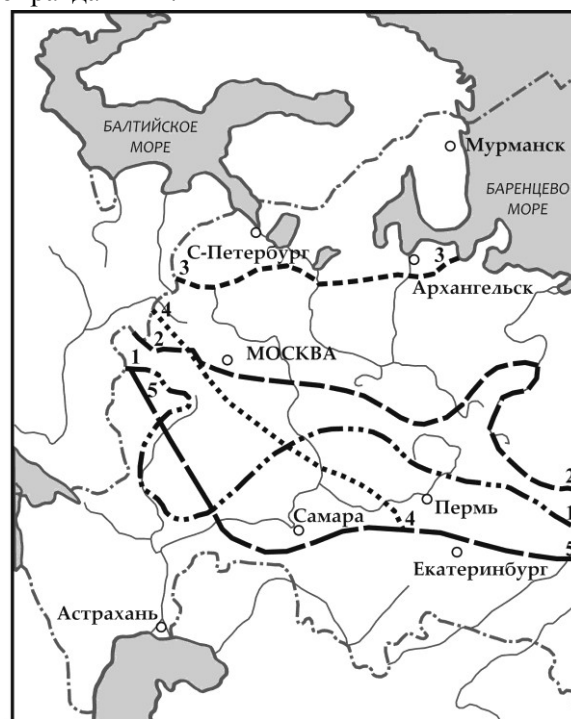 БАЛТИЙСКОЕ
МОРЕ
Мурманск
БАРЕНЦЕВО
МОРЕ
С-Петербург
3
3
Архангельск
4
МОСКВА
1
2
5
2
Пермь
1
Самара
4
5
Екатеринбург
Астрахань